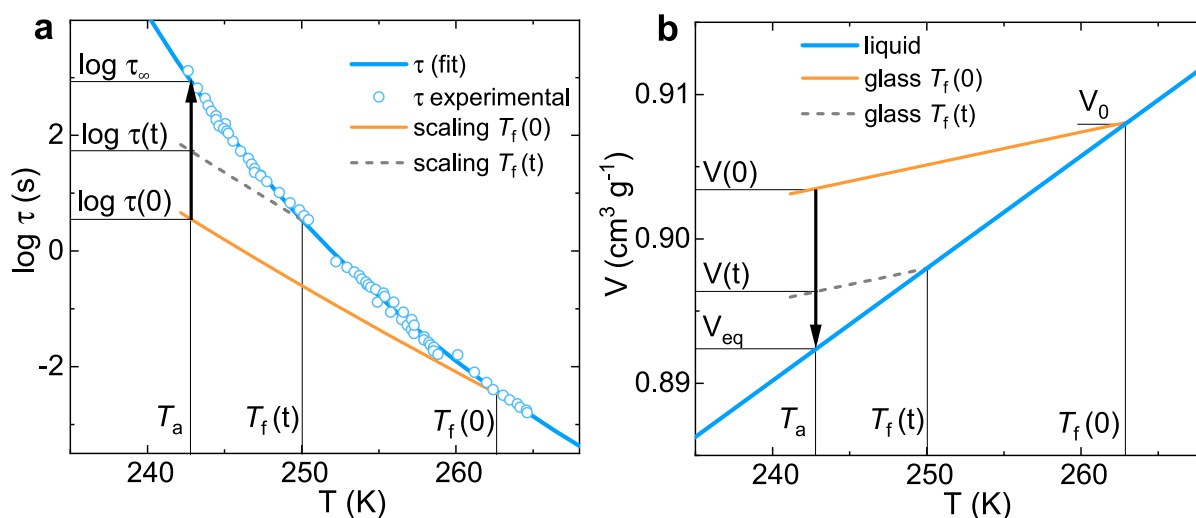 a
log τ∞
τ (fit)
τ experimental
scaling Tf(0)
scaling Tf(t)
2
log τ(t)
log τ(0)
0
-2
log τ (s)
Ta
Tf(t)
Tf(0)
240
250
260
T (K)
b
liquid
glass Tf(0)
glass Tf(t)
0.91
V0
V(0)
0.90
V(t)
Veq
0.89
V (cm³ g⁻¹)
Ta
Tf(t)
Tf(0)
240
250
260
T (K)